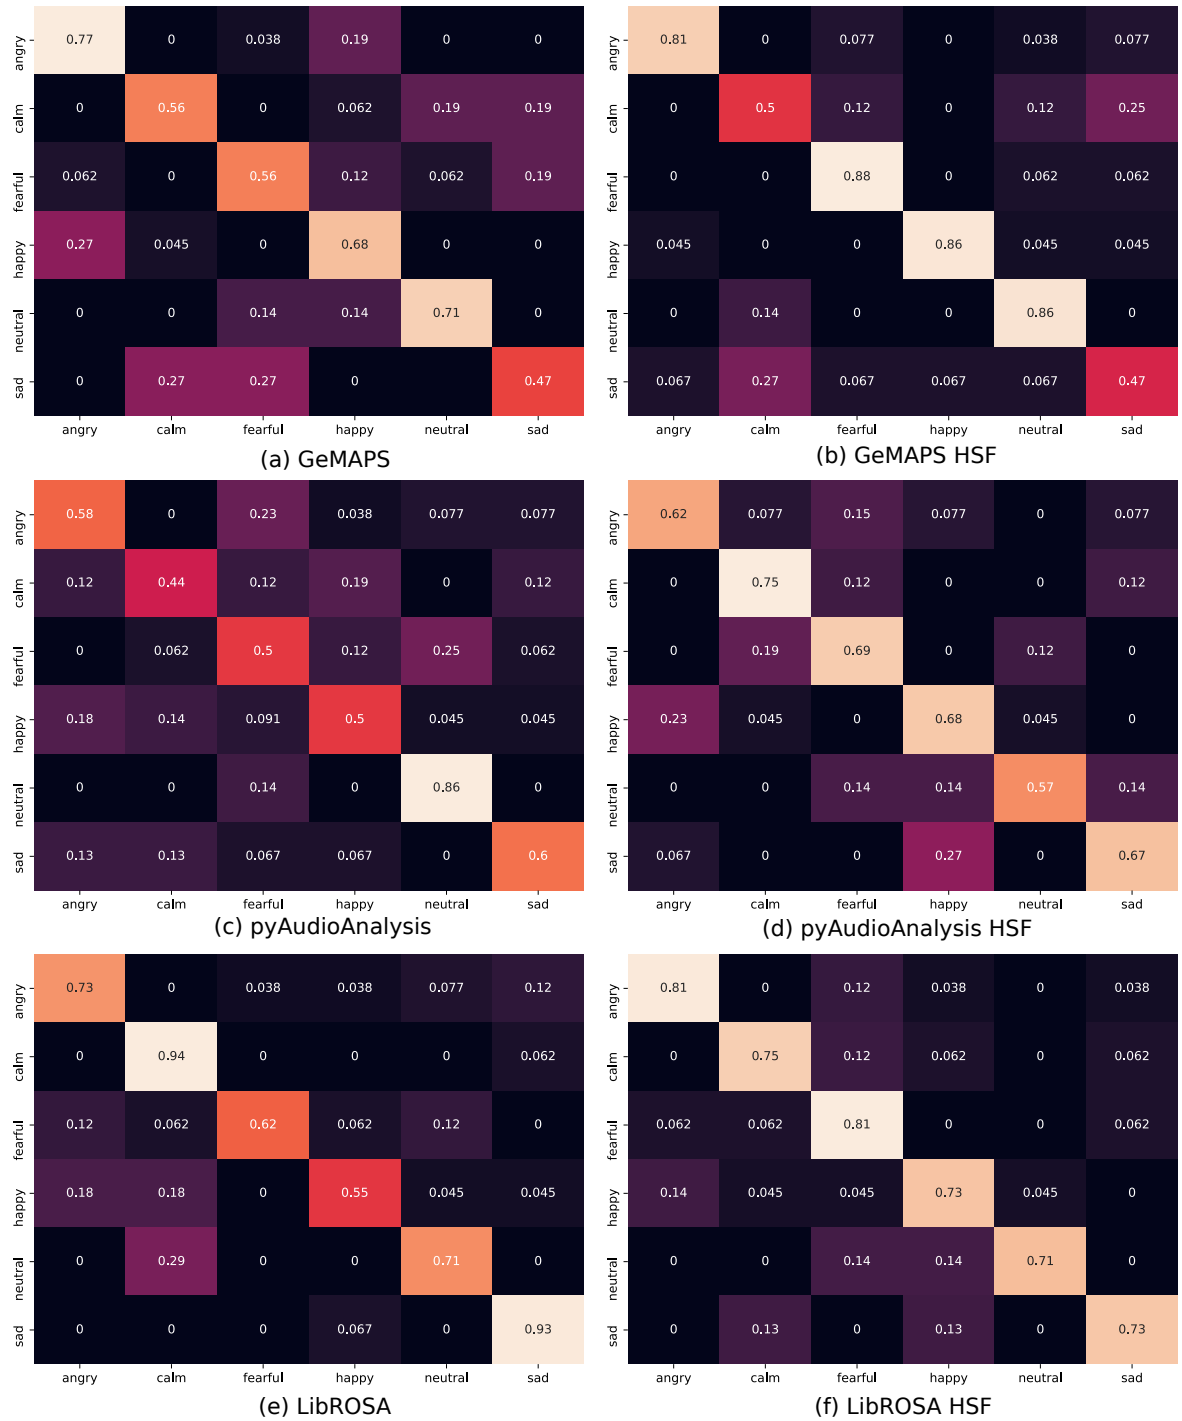 angry 0.77 0 0.038 0.19 0 0
calm 0 0.56 0 0.062 0.19 0.19
fearful 0.062 0 0.56 0.12 0.062 0.19
happy 0.27 0.045 0 0.68 0 0
neutral 0 0 0.14 0.14 0.71 0
sad 0 0.27 0.27 0 0 0.47
angry calm fearful happy neutral sad
(a) GeMAPS
angry 0.81 0 0.077 0 0.038 0.077
calm 0 0.5 0.12 0 0.12 0.25
fearful 0 0 0.88 0 0.062 0.062
happy 0.045 0 0 0.86 0.045 0.045
neutral 0 0.14 0 0 0.86 0
sad 0.067 0.27 0.067 0.067 0.067 0.47
angry calm fearful happy neutral sad
(b) GeMAPS HSF
angry 0.58 0 0.23 0.038 0.077 0.077
calm 0.12 0.44 0.12 0.19 0 0.12
fearful 0 0.062 0.5 0.12 0.25 0.062
happy 0.18 0.14 0.091 0.5 0.045 0.045
neutral 0 0 0.14 0 0.86 0
sad 0.13 0.13 0.067 0.067 0 0.6
angry calm fearful happy neutral sad
(c) pyAudioAnalysis
angry 0.62 0.077 0.15 0.077 0 0.077
calm 0 0.75 0.12 0 0 0.12
fearful 0 0.19 0.69 0 0.12 0
happy 0.23 0.045 0 0.68 0.045 0
neutral 0 0 0.14 0.14 0.57 0.14
sad 0.067 0 0 0.27 0 0.67
angry calm fearful happy neutral sad
(d) pyAudioAnalysis HSF
angry 0.73 0 0.038 0.038 0.077 0.12
calm 0 0.94 0 0 0 0.062
fearful 0.12 0.062 0.62 0.062 0.12 0
happy 0.18 0.18 0 0.55 0.045 0.045
neutral 0 0.29 0 0 0.71 0
sad 0 0 0 0.067 0 0.93
angry calm fearful happy neutral sad
(e) LibROSA
angry 0.81 0 0.12 0.038 0 0.038
calm 0 0.75 0.12 0.062 0 0.062
fearful 0.062 0.062 0.81 0 0 0.062
happy 0.14 0.045 0.045 0.73 0.045 0
neutral 0 0 0.14 0.14 0.71 0
sad 0 0.13 0 0.13 0 0.73
angry calm fearful happy neutral sad
(f) LibROSA HSF